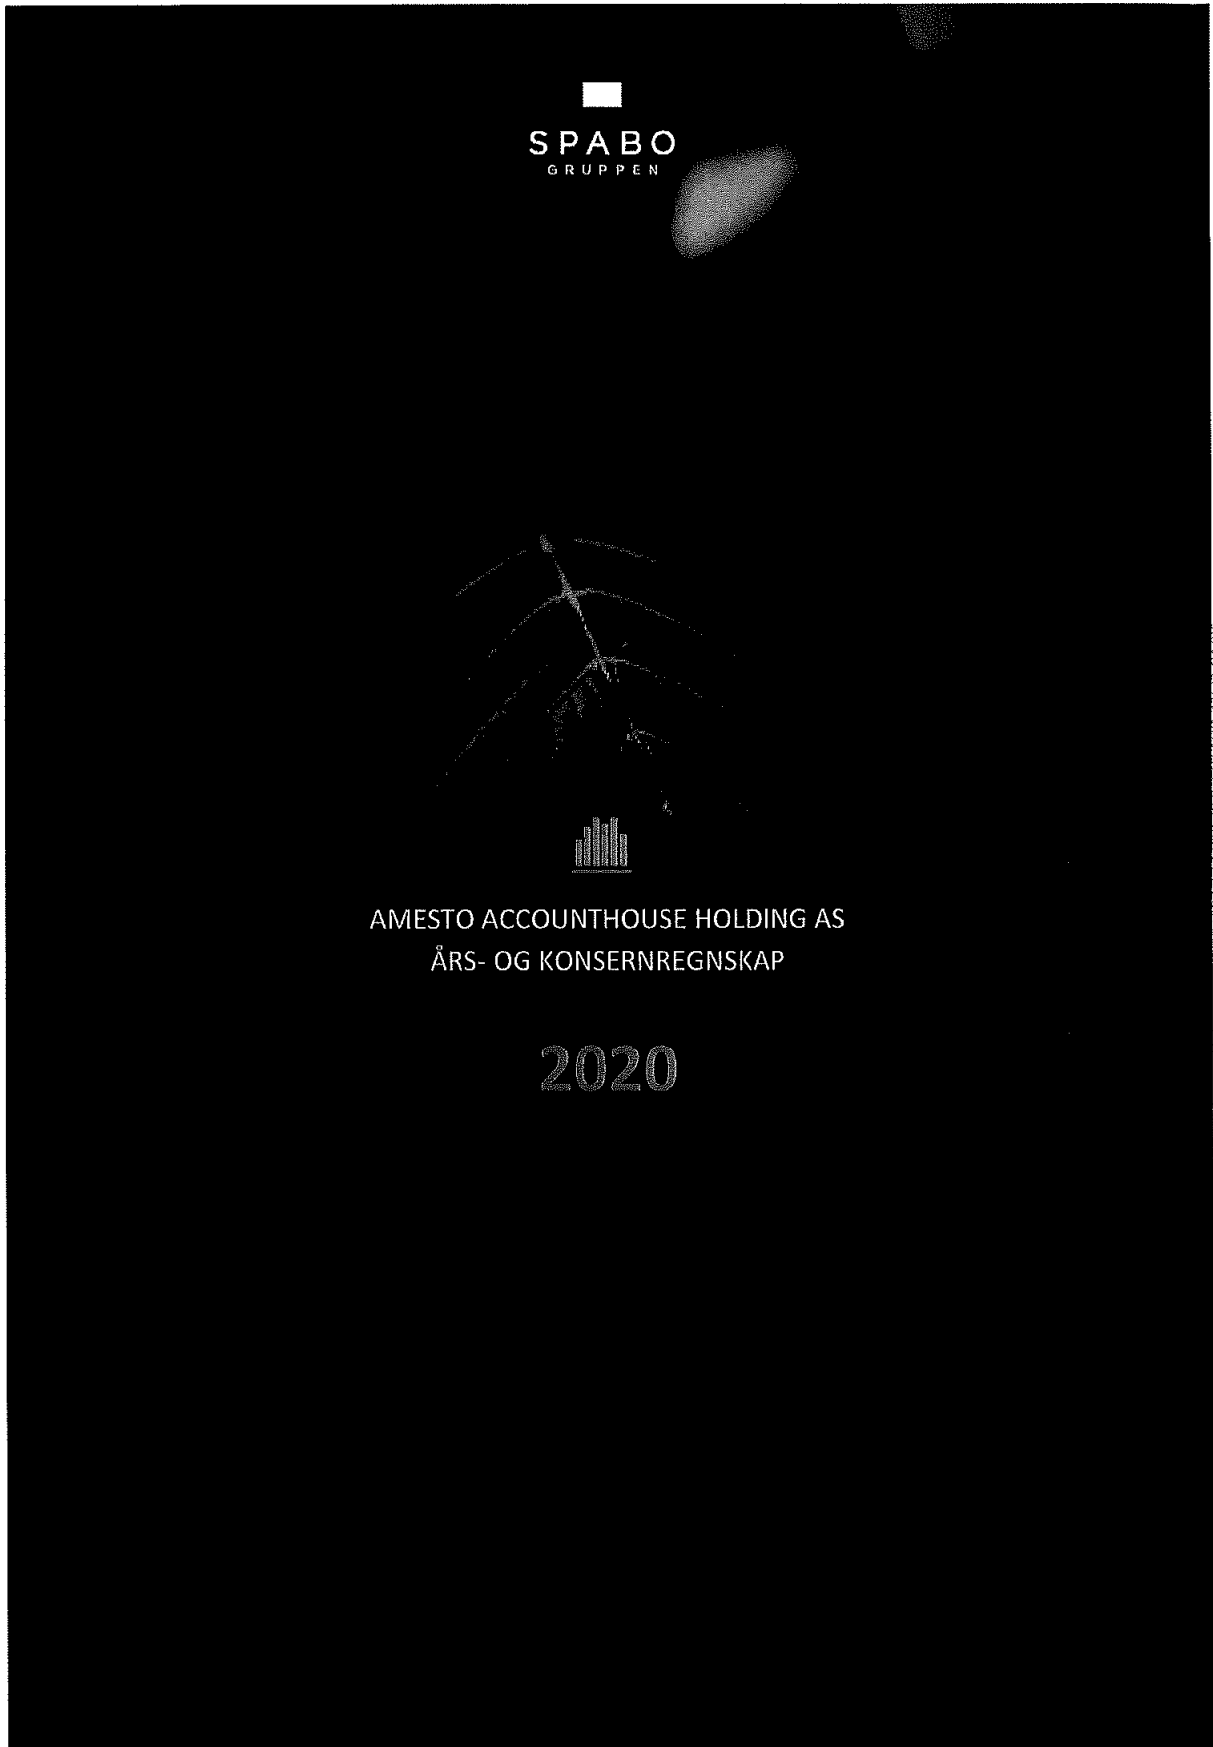 SPABO
GRUPPEN
AMESTO ACCOUNTHOUSE HOLDING AS
ÅRS- OG KONSERNREGNSKAP
2020